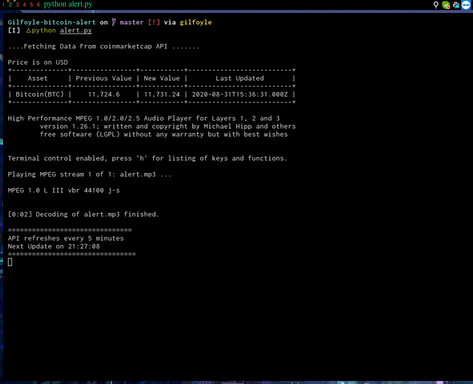 1 2 3 4 5 6 python alert.py
Gilfoyle-bitcoin-alert on master [!] via gilfoyle
[I] python alert.py
....Fetching Data From coinmarketcap API .......
Price is on USD
+--------------+----------------+-----------+--------------------------+
| Asset | Previous Value | New Value | Last Updated |
+--------------+----------------+-----------+--------------------------+
| Bitcoin(BTC) | 11,724.6 | 11,731.24 | 2020-08-31T15:36:31.000Z |
+--------------+----------------+-----------+--------------------------+
High Performance MPEG 1.0/2.0/2.5 Audio Player for Layers 1, 2 and 3
version 1.26.1; written and copyright by Michael Hipp and others
free software (LGPL) without any warranty but with best wishes
Terminal control enabled, press 'h' for listing of keys and functions.
Playing MPEG stream 1 of 1: alert.mp3 ...
MPEG 1.0 L III vbr 44100 j-s
[0:02] Decoding of alert.mp3 finished.
===============================
API refreshes every 5 minutes
Next Update on 21:27:08
================================